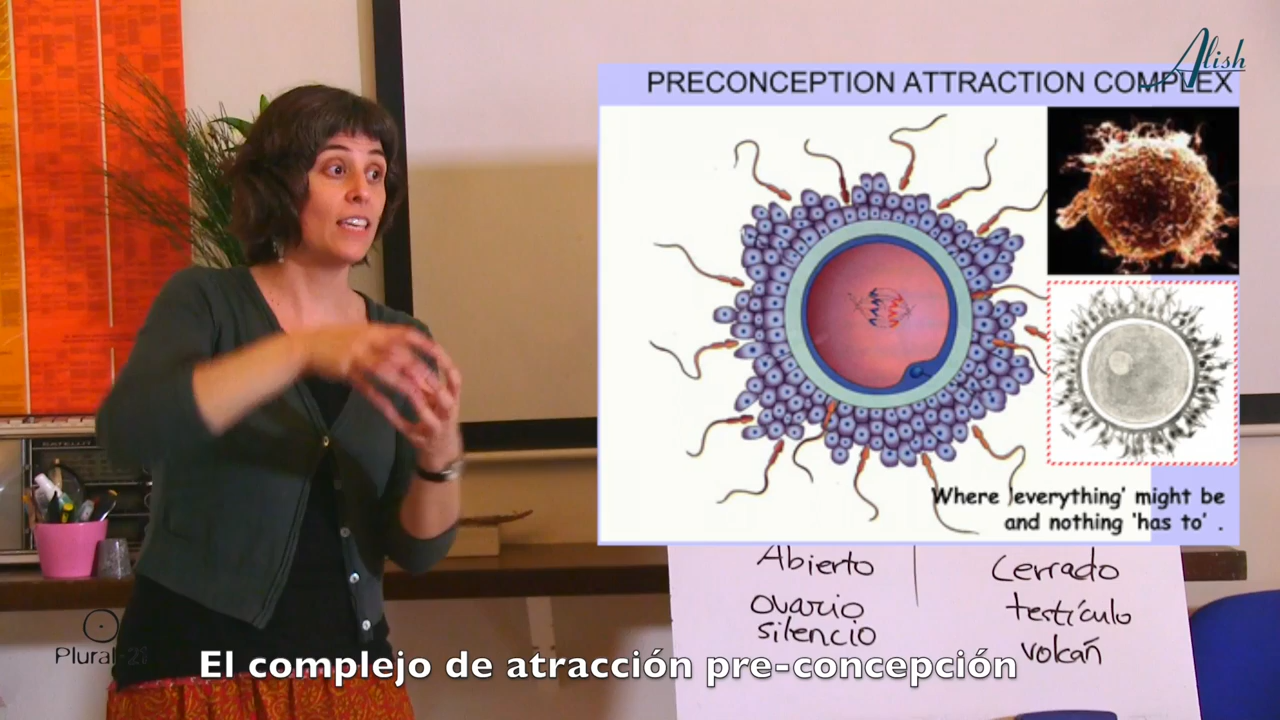 Alish
PRECONCEPTION ATTRACTION COMPLEX
Where 'everything' might be
and nothing 'has to' .
Abierto
Cerrado
ovario
testículo
silencio
volcán
Plural-21
El complejo de atracción pre-concepción